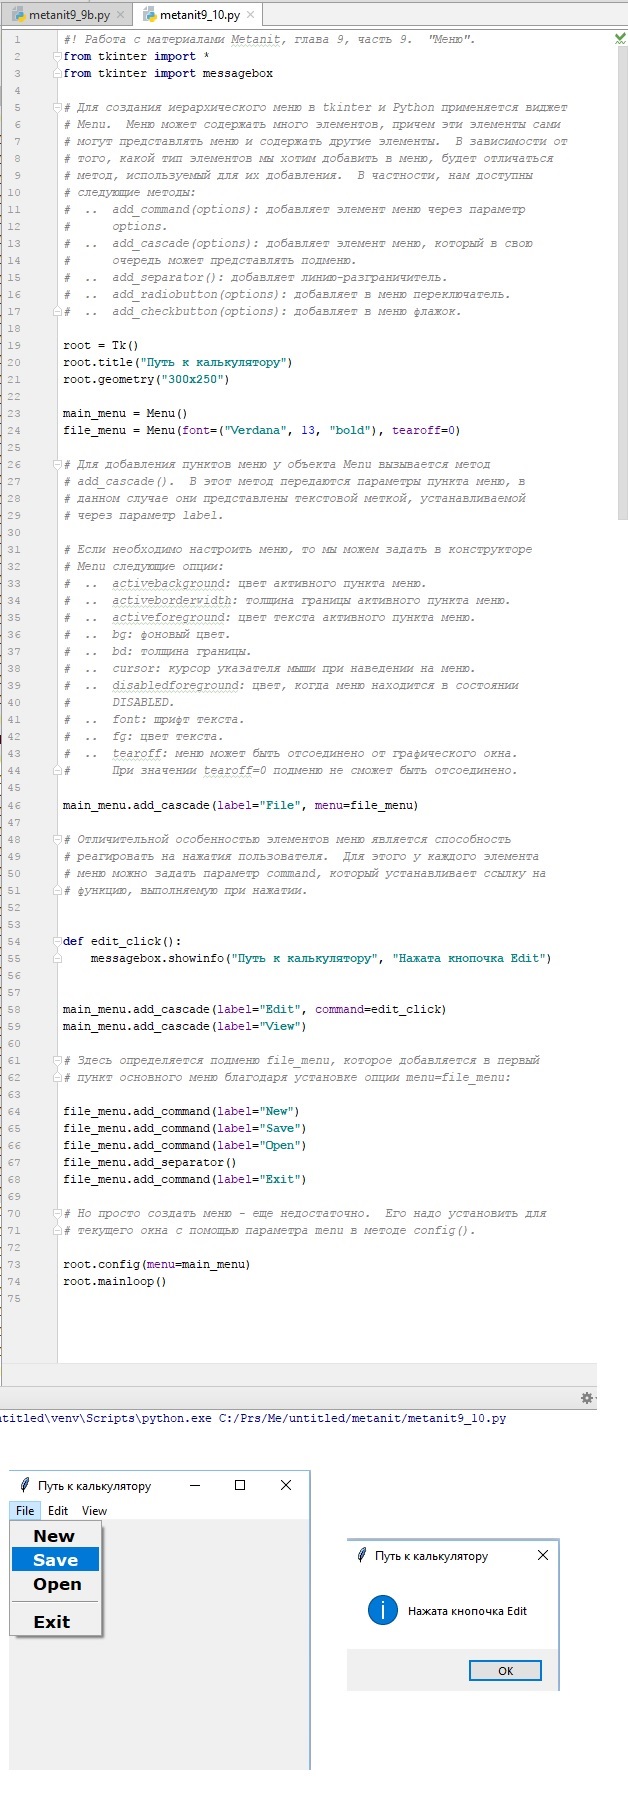 metanit9_9b.py × metanit9_10.py ×
1 #! Работа с материалами Metanit, глава 9, часть 9.  "Меню".
2 from tkinter import *
3 from tkinter import messagebox
4
5 # Для создания иерархического меню в tkinter и Python применяется виджет
6 # Menu.  Меню может содержать много элементов, причем эти элементы сами
7 # могут представлять меню и содержать другие элементы.  В зависимости от
8 # того, какой тип элементов мы хотим добавить в меню, будет отличаться
9 # метод, используемый для их добавления.  В частности, нам доступны
10 # следующие методы:
11 #  ..  add_command(options): добавляет элемент меню через параметр
12 #      options.
13 #  ..  add_cascade(options): добавляет элемент меню, который в свою
14 #      очередь может представлять подменю.
15 #  ..  add_separator(): добавляет линию-разграничитель.
16 #  ..  add_radiobutton(options): добавляет в меню переключатель.
17 #  ..  add_checkbutton(options): добавляет в меню флажок.
18
19 root = Tk()
20 root.title("Путь к калькулятору")
21 root.geometry("300x250")
22
23 main_menu = Menu()
24 file_menu = Menu(font=("Verdana", 13, "bold"), tearoff=0)
25
26 # Для добавления пунктов меню у объекта Menu вызывается метод
27 # add_cascade().  В этот метод передаются параметры пункта меню, в
28 # данном случае они представлены текстовой меткой, устанавливаемой
29 # через параметр label.
30
31 # Если необходимо настроить меню, то мы можем задать в конструкторе
32 # Menu следующие опции:
33 #  ..  activebackground: цвет активного пункта меню.
34 #  ..  activeborderwidth: толщина границы активного пункта меню.
35 #  ..  activeforeground: цвет текста активного пункта меню.
36 #  ..  bg: фоновый цвет.
37 #  ..  bd: толщина границы.
38 #  ..  cursor: курсор указателя мыши при наведении на меню.
39 #  ..  disabledforeground: цвет, когда меню находится в состоянии
40 #      DISABLED.
41 #  ..  font: шрифт текста.
42 #  ..  fg: цвет текста.
43 #  ..  tearoff: меню может быть отсоединено от графического окна.
44 #      При значении tearoff=0 подменю не сможет быть отсоединено.
45
46 main_menu.add_cascade(label="File", menu=file_menu)
47
48 # Отличительной особенностью элементов меню является способность
49 # реагировать на нажатия пользователя.  Для этого у каждого элемента
50 # меню можно задать параметр command, который устанавливает ссылку на
51 # функцию, выполняемую при нажатии.
52
53
54 def edit_click():
55     messagebox.showinfo("Путь к калькулятору", "Нажата кнопочка Edit")
56
57
58 main_menu.add_cascade(label="Edit", command=edit_click)
59 main_menu.add_cascade(label="View")
60
61 # Здесь определяется подменю file_menu, которое добавляется в первый
62 # пункт основного меню благодаря установке опции menu=file_menu:
63
64 file_menu.add_command(label="New")
65 file_menu.add_command(label="Save")
66 file_menu.add_command(label="Open")
67 file_menu.add_separator()
68 file_menu.add_command(label="Exit")
69
70 # Но просто создать меню - еще недостаточно.  Его надо установить для
71 # текущего окна с помощью параметра menu в методе config().
72
73 root.config(menu=main_menu)
74 root.mainloop()
75
ntitled\venv\Scripts\python.exe C:/Prs/Me/untitled/metanit/metanit9_10.py
Путь к калькулятору
File Edit View
New
Save
Open
Exit
Путь к калькулятору
Нажата кнопочка Edit
OK